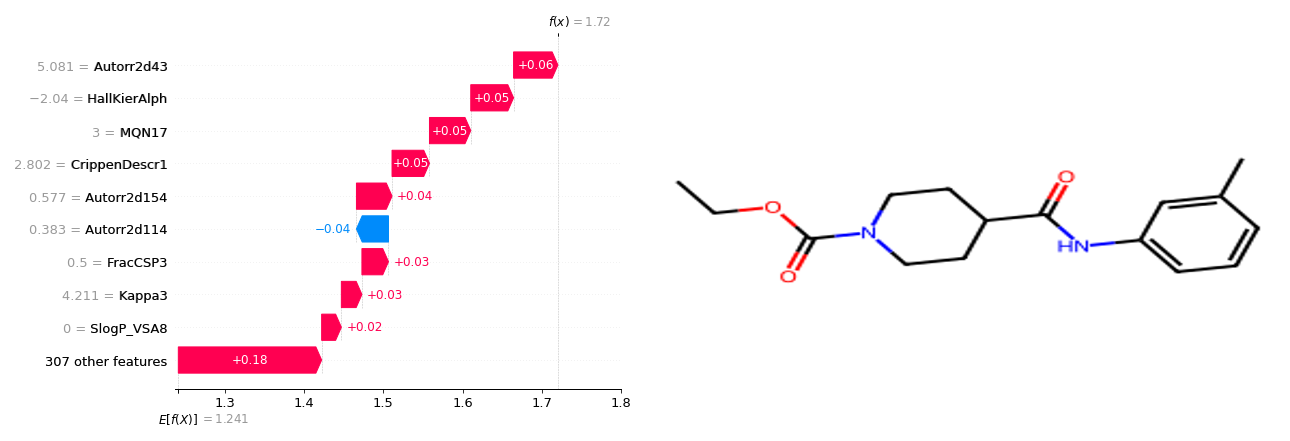 f(x) = 1.72
5.081 = Autorr2d43
+0.06
−2.04 = HallKierAlph
+0.05
3 = MQN17
+0.05
2.802 = CrippenDescr1
+0.05
0.577 = Autorr2d154
+0.04
0.383 = Autorr2d114
−0.04
0.5 = FracCSP3
+0.03
4.211 = Kappa3
+0.03
0 = SlogP_VSA8
+0.02
307 other features
+0.18
1.3 1.4 1.5 1.6 1.7 1.8
E[f(X)] = 1.241
O
O
N
O
HN